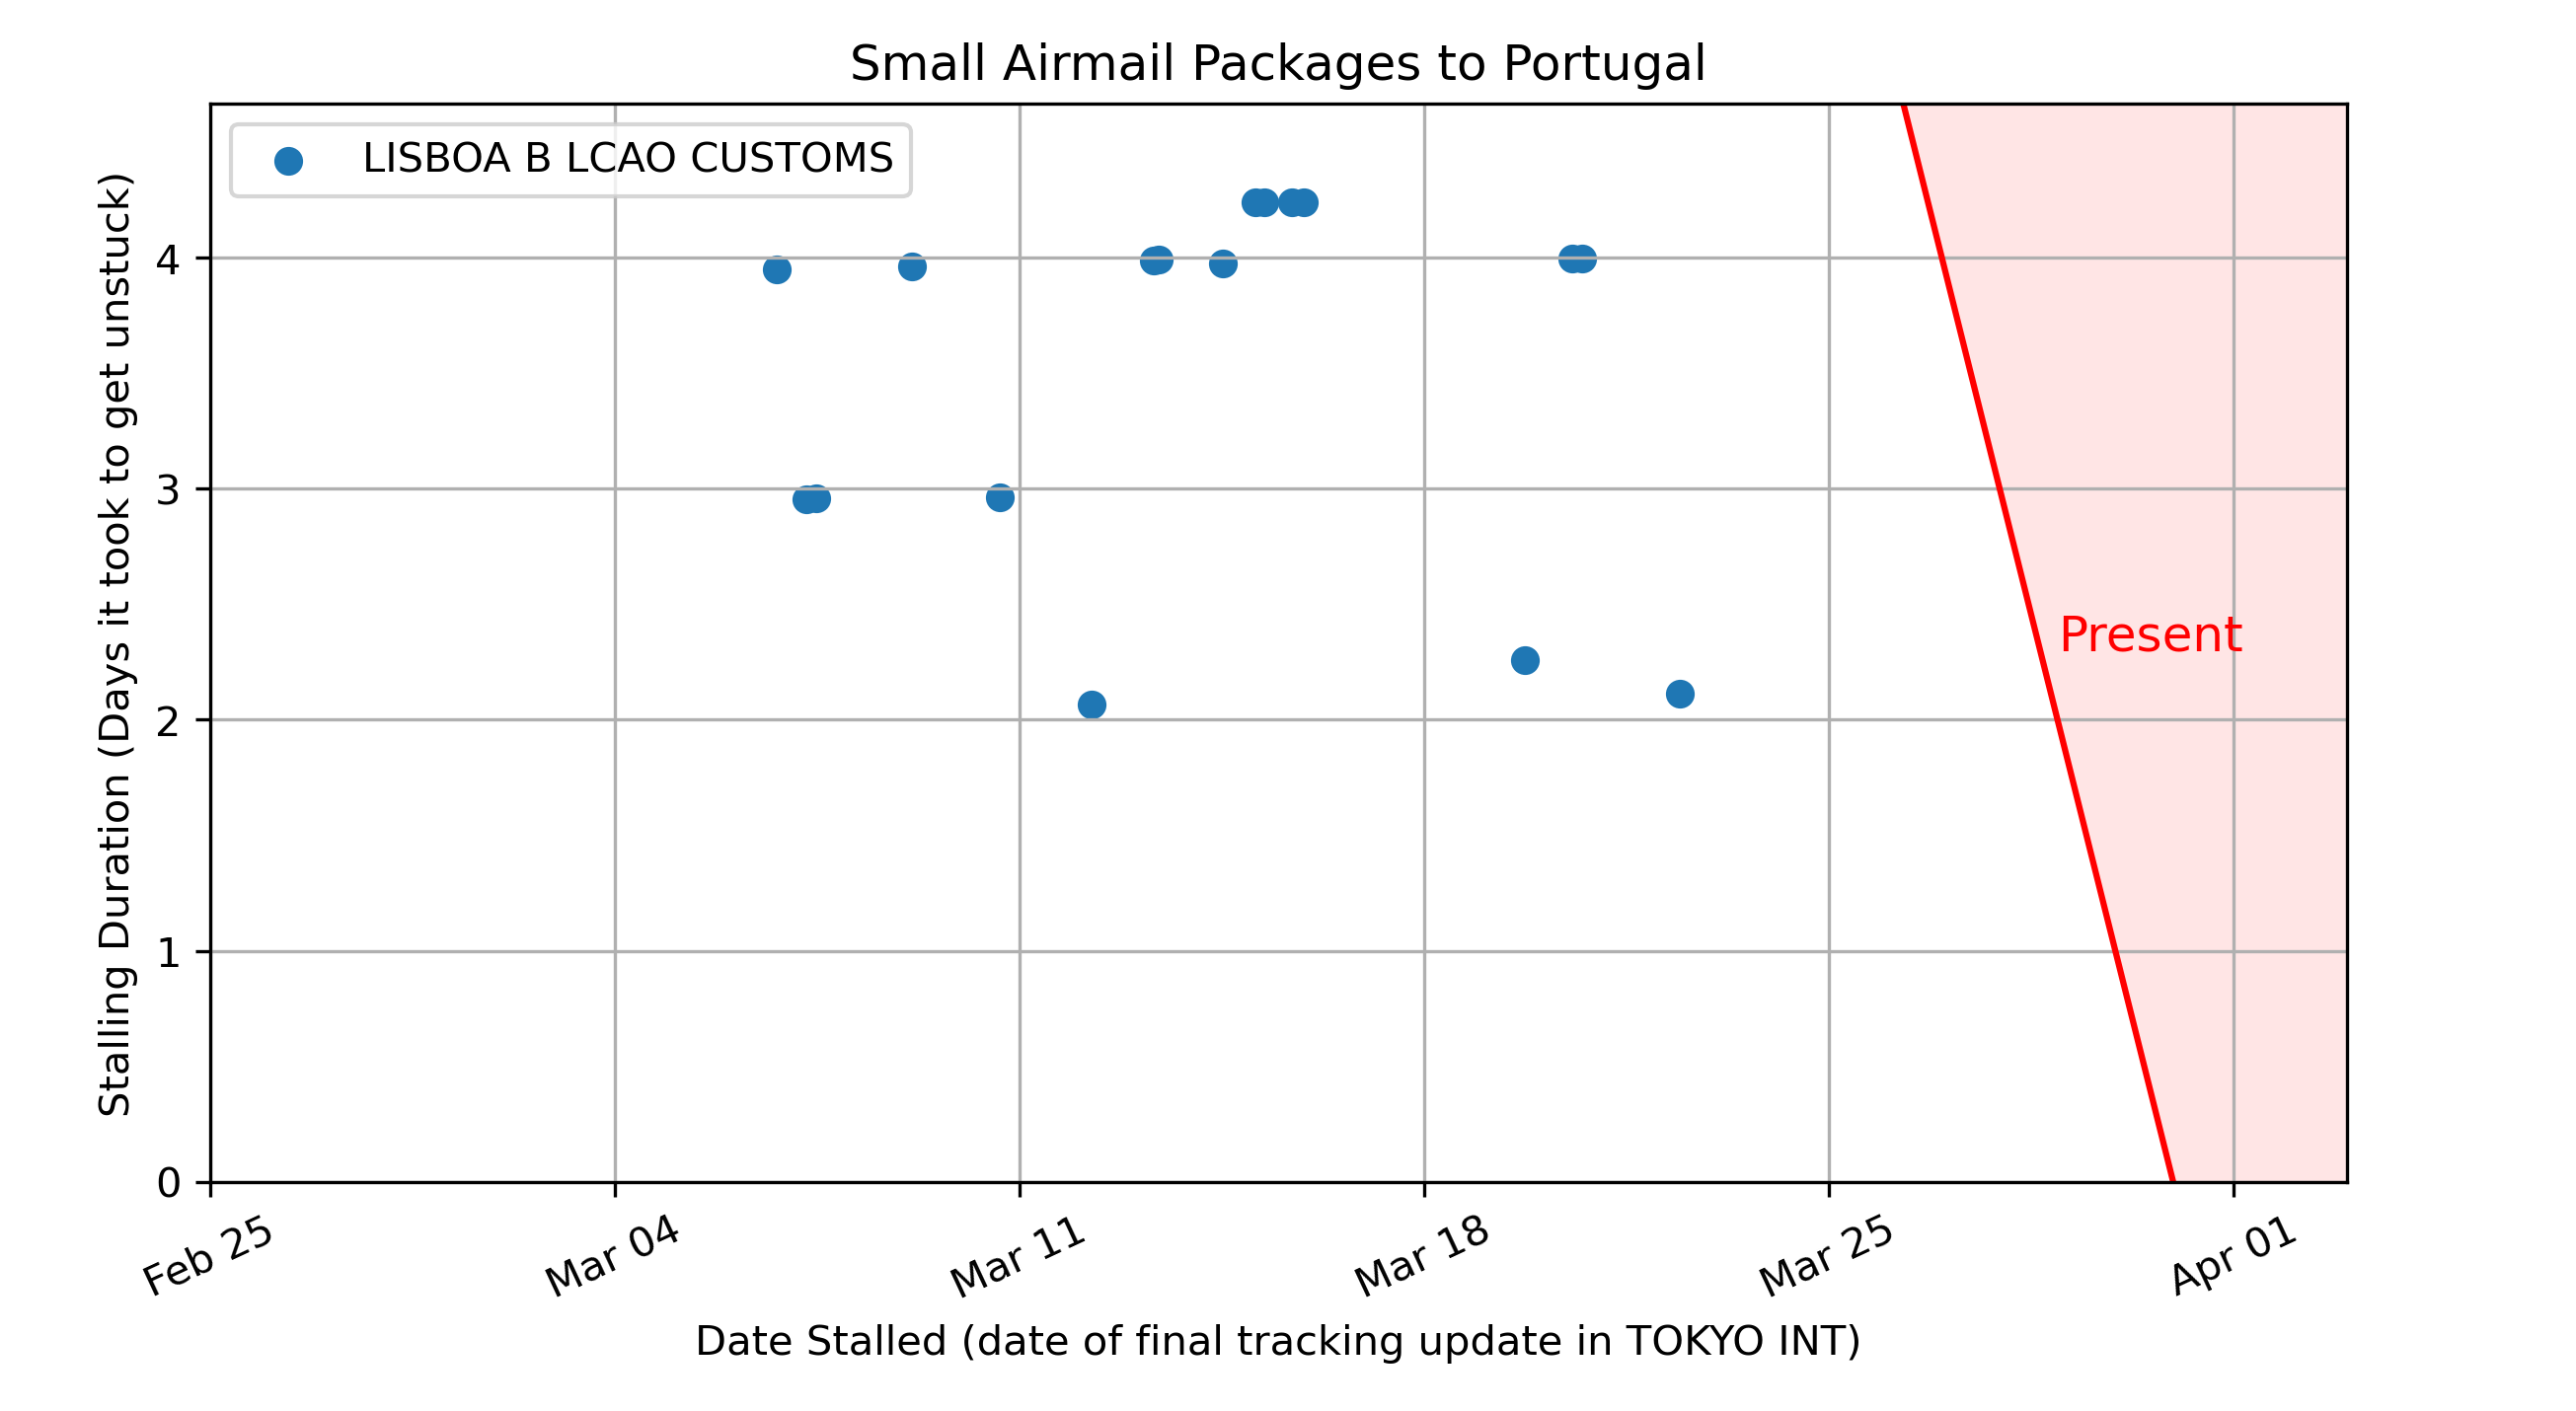 Small Airmail Packages to Portugal
LISBOA B LCAO CUSTOMS
Stalling Duration (Days it took to get unstuck)
4
3
2
1
0
Present
Feb 25
Mar 04
Mar 11
Mar 18
Mar 25
Apr 01
Date Stalled (date of final tracking update in TOKYO INT)